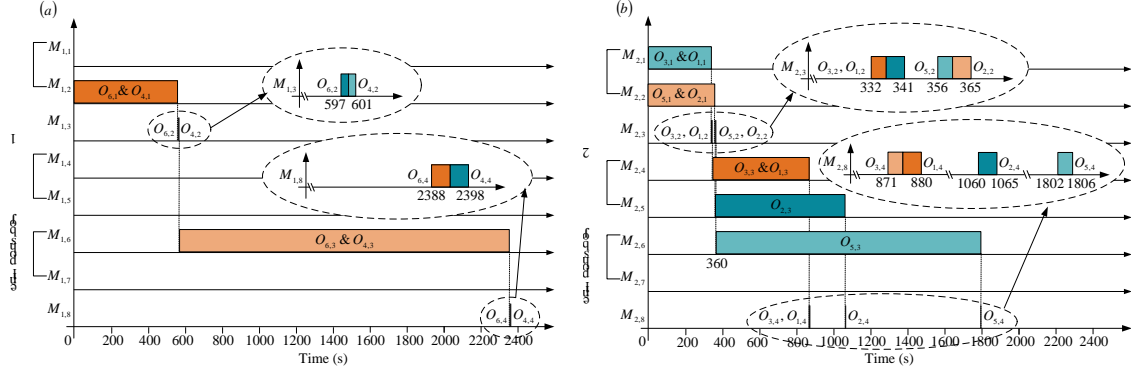 (a)
M1,1
M1,2
O6,1 & O4,1
M1,3
O6,2 O4,2
M1,3
O6,2 O4,2
597 601
M1,4
M1,5
M1,8
O6,4 O4,4
2388 2398
M1,6
O6,3 & O4,3
M1,7
M1,8
O6,4 O4,4
0 200 400 600 800 1000 1200 1400 1600 1800 2000 2200 2400
Time (s)
1
(b)
M2,1
O3,1 & O1,1
M2,2
O5,1 & O2,1
M2,3
O3,2, O1,2 O5,2, O2,2
M2,3
O3,2, O1,2 O5,2 O2,2
332 341 356 365
M2,4
O3,3 & O1,3
M2,5
O2,3
M2,8
O3,4 O1,4 O2,4 O5,4
871 880 1060 1065 1802 1806
M2,6
O5,3
360
M2,7
M2,8
O3,4, O1,4 O2,4 O5,4
0 200 400 600 800 1000 1200 1400 1600 1800 2000 2200 2400
Time (s)
2